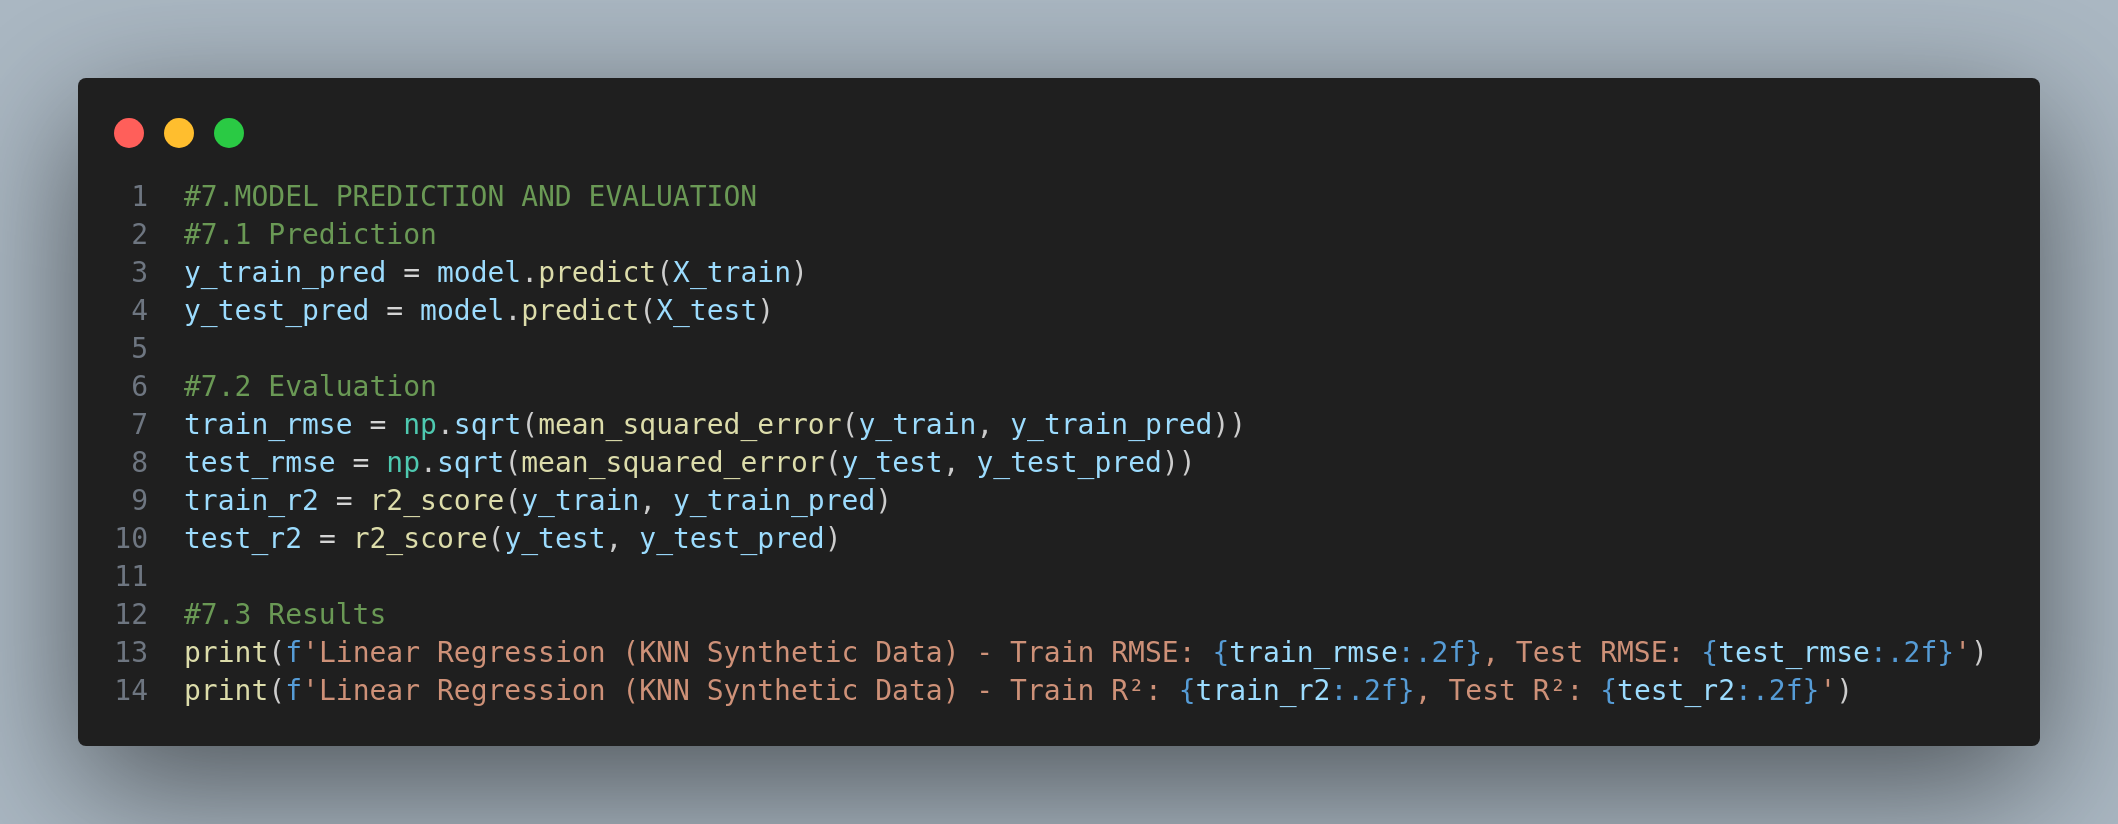 1 #7.MODEL PREDICTION AND EVALUATION
2 #7.1 Prediction
3 y_train_pred = model.predict(X_train)
4 y_test_pred = model.predict(X_test)
5
6 #7.2 Evaluation
7 train_rmse = np.sqrt(mean_squared_error(y_train, y_train_pred))
8 test_rmse = np.sqrt(mean_squared_error(y_test, y_test_pred))
9 train_r2 = r2_score(y_train, y_train_pred)
10 test_r2 = r2_score(y_test, y_test_pred)
11
12 #7.3 Results
13 print(f'Linear Regression (KNN Synthetic Data) - Train RMSE: {train_rmse:.2f}, Test RMSE: {test_rmse:.2f}')
14 print(f'Linear Regression (KNN Synthetic Data) - Train R²: {train_r2:.2f}, Test R²: {test_r2:.2f}')